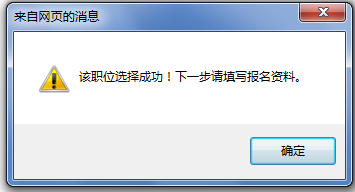 来自网页的消息
该职位选择成功！下一步请填写报名资料。
确定